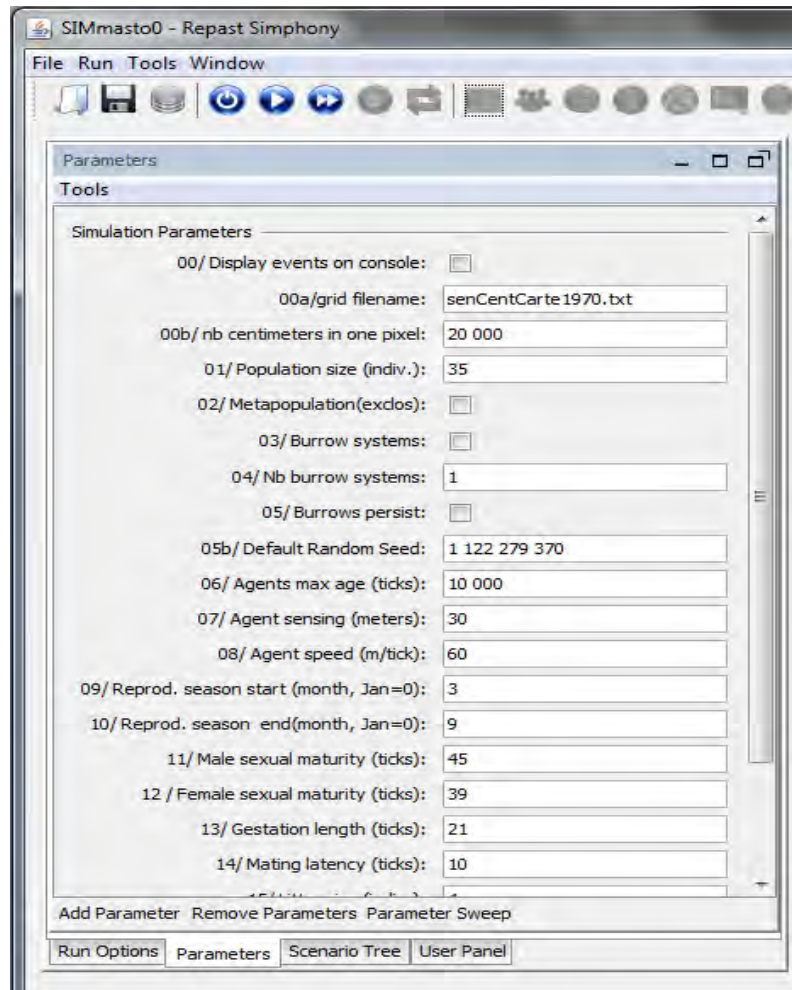 SIMmasto0 - Repast Simphony
File Run Tools Window
Parameters
Tools
Simulation Parameters
00/ Display events on console:
00a/grid filename: senCentCarte1970.txt
00b/ nb centimeters in one pixel: 20 000
01/ Population size (indiv.): 35
02/ Metapopulation(exclos):
03/ Burrow systems:
04/ Nb burrow systems: 1
05/ Burrows persist:
05b/ Default Random Seed: 1 122 279 370
06/ Agents max age (ticks): 10 000
07/ Agent sensing (meters): 30
08/ Agent speed (m/tick): 60
09/ Reprod. season start (month, Jan=0): 3
10/ Reprod. season end(month, Jan=0): 9
11/ Male sexual maturity (ticks): 45
12 / Female sexual maturity (ticks): 39
13/ Gestation length (ticks): 21
14/ Mating latency (ticks): 10
Add Parameter Remove Parameters Parameter Sweep
Run Options Parameters Scenario Tree User Panel